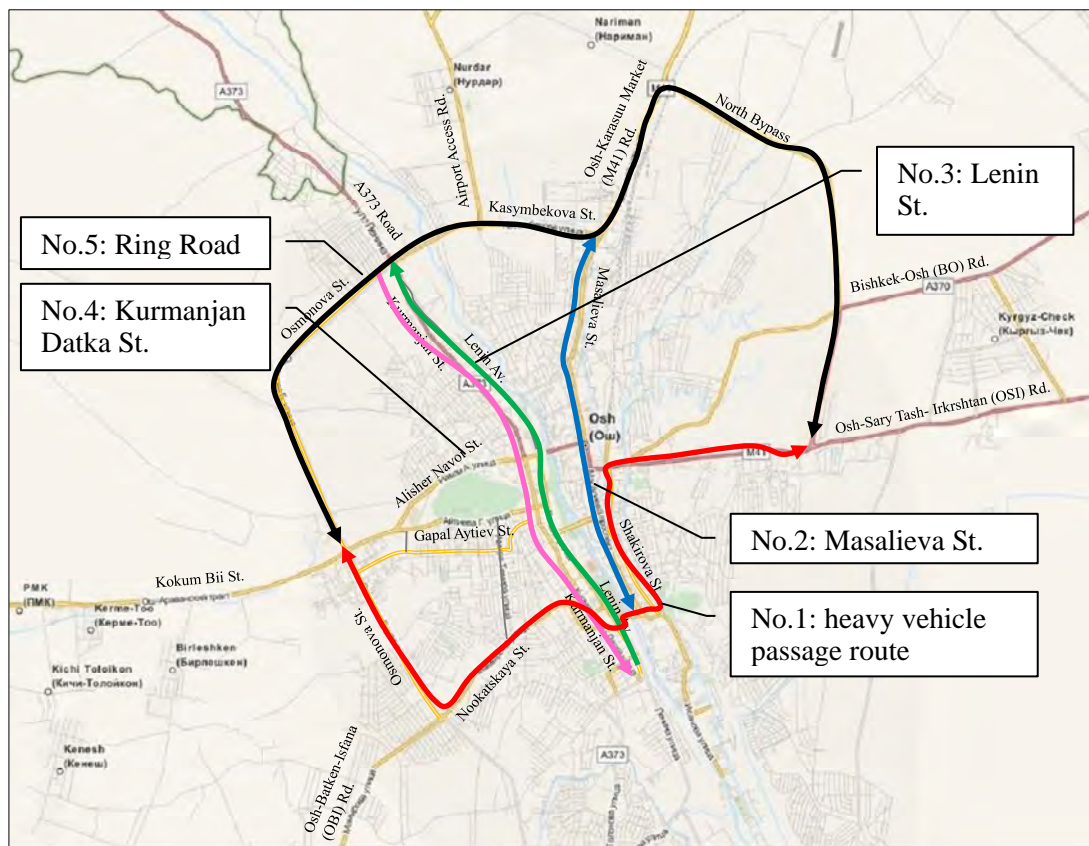 Nariman
(Нариман)
Nurdar
(Нурдар)
A373
M41
Airport Access Rd.
Osh-Karasuu Market
(M41) Rd.
North Bypass
No.3: Lenin
St.
A373 Road
Kasymbekova St.
No.5: Ring Road
Masalieva St.
Bishkek-Osh (BO) Rd.
A370
Osmonova St.
Kyrgyz-Check
(Кыргыз-Чек)
No.4: Kurmanjan
Datka St.
Kurmanjan St.
Lenin Av.
Osh
(Ош)
Osh-Sary Tash- Irkrshtan (OSI) Rd.
M41
Alisher Navoi St.
Gapal Aytiev St.
Shakirova St.
No.2: Masalieva St.
Kokum Bii St.
Ош-Араванский тракт
РМК
(ПМК)
Kerme-Too
(Керме-Тоо)
Lenin
Kurmanjan St.
No.1: heavy vehicle
passage route
Osmonova St.
Birleshken
(Бирлешкен)
Kichi Toloikon
(Кичи-Толойкон)
Nookatskaya St.
Kenesh
(Кенеш)
A373
Osh-Batken-Isfana
(OBI) Rd.